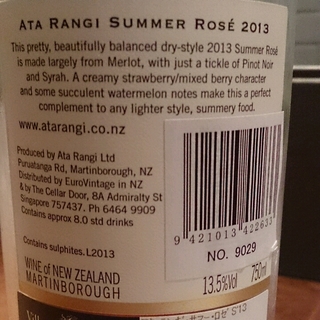 ATA RANGI SUMMER ROSÉ 2013
This pretty, beautifully balanced dry-style 2013 Summer Rosé
is made largely from Merlot, with just a tickle of Pinot Noir
and Syrah. A creamy strawberry/mixed berry character
and some succulent watermelon notes make this a perfect
complement to any lighter style, summery food.
www.atarangi.co.nz
Produced by Ata Rangi Ltd
Puruatanga Rd, Martinborough, NZ
Distributed by EuroVintage in NZ
& by The Cellar Door, 8A Admiralty St
Singapore 757437. Ph 6464 9909
Contains approx 8.0 std drinks
Contains sulphites. L2013
WINE of NEW ZEALAND
MARTINBOROUGH
9 421013 422633
NO. 9029
13.5%Vol 750ml